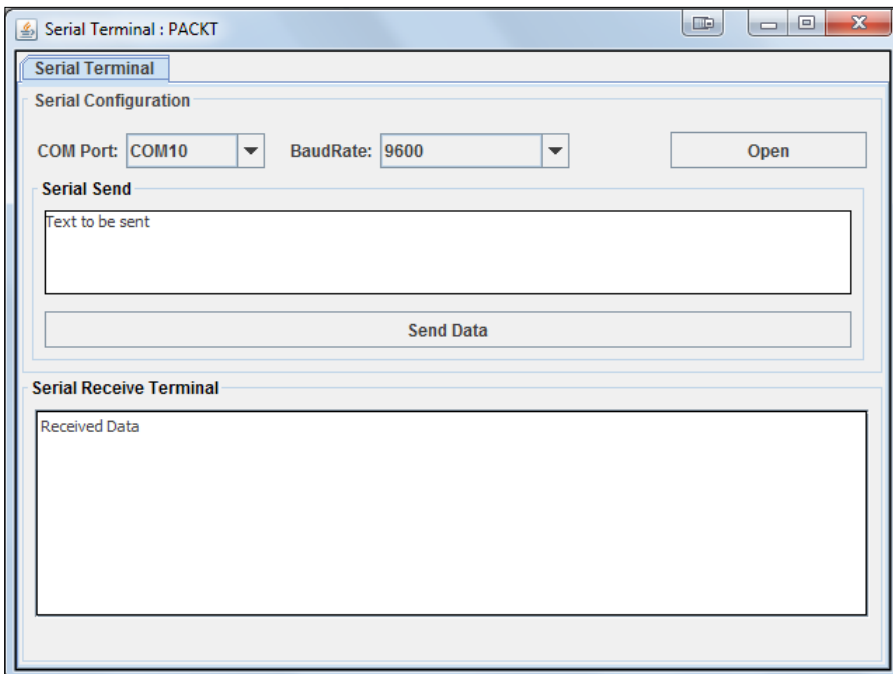 Serial Terminal : PACKT
Serial Terminal
Serial Configuration
COM Port: COM10 BaudRate: 9600 Open
Serial Send
Text to be sent
Send Data
Serial Receive Terminal
Received Data